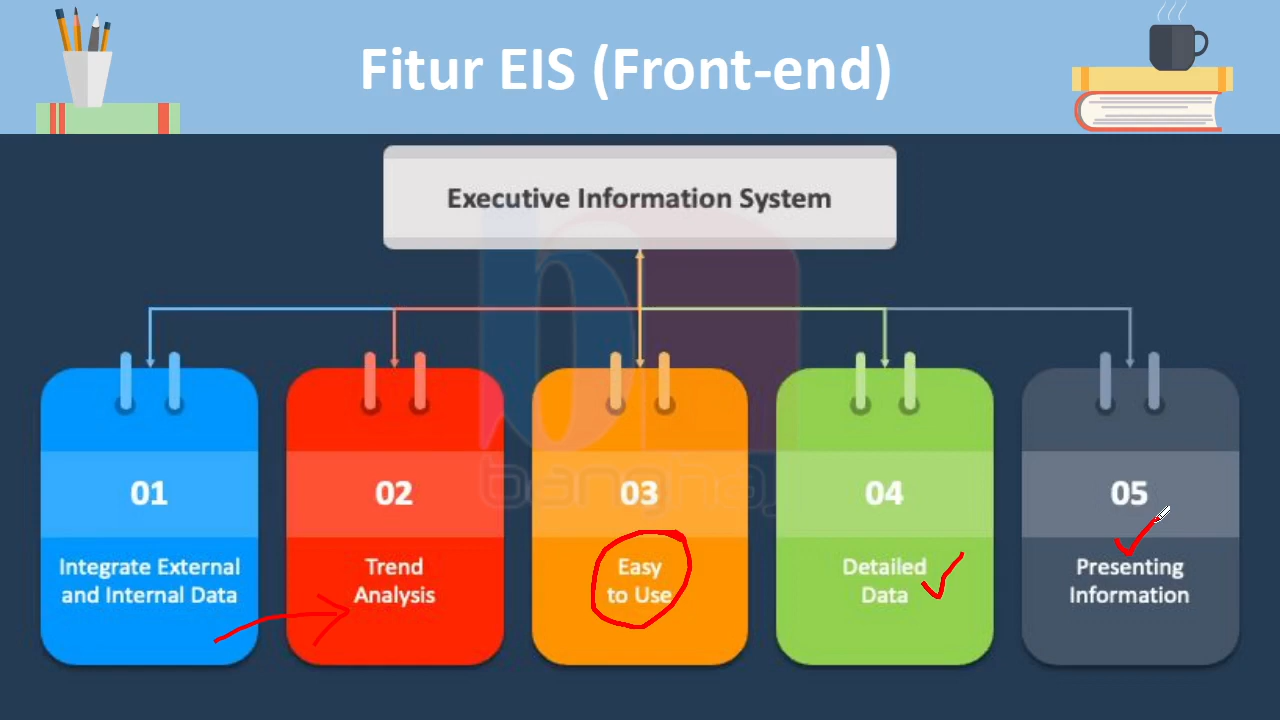 Fitur EIS (Front-end)
Executive Information System
01
Integrate External
and Internal Data
02
Trend
Analysis
03
Easy
to Use
04
Detailed
Data
05
Presenting
Information